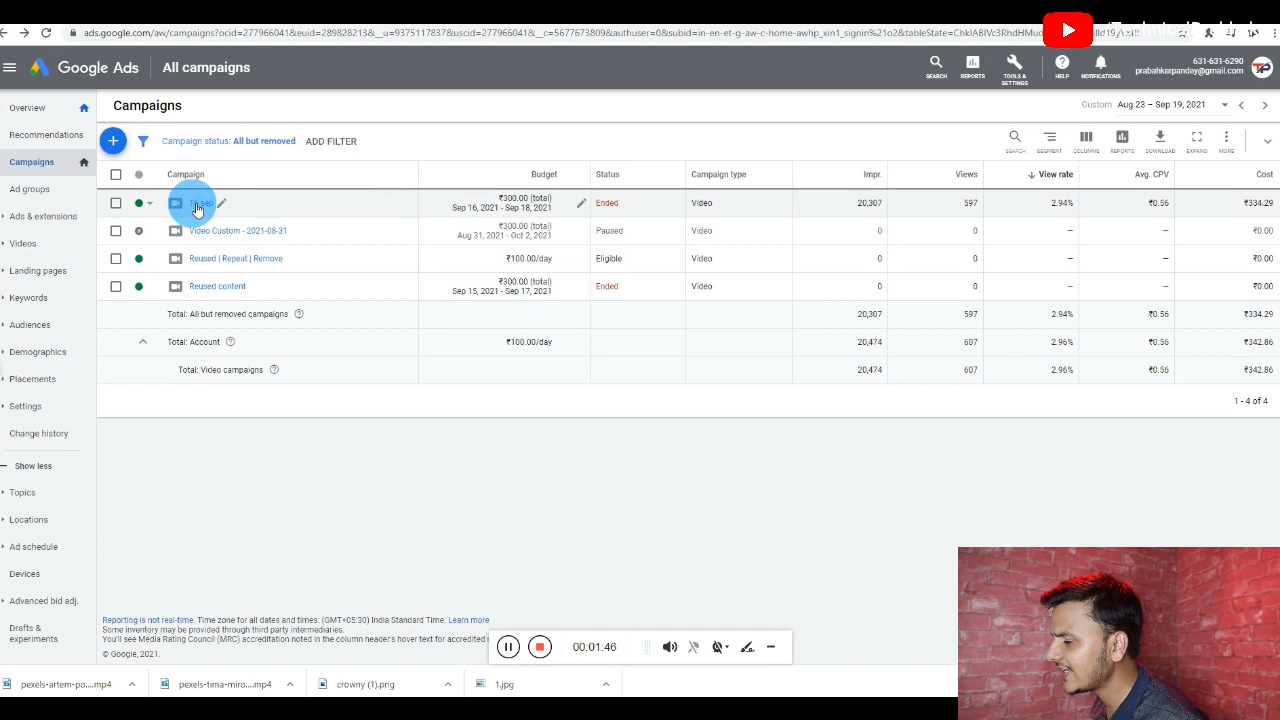 ads.google.com/aw/campaigns?ocid=277966041&euid=289828218&__u=9375117837&uscid=277966041&__c=5677673809&authuser=0&subid=in-en-et-g-aw-c-home-awhp_xin1_signin%21o2&tableState=
Google Ads
All campaigns
SEARCH
REPORTS
TOOLS & SETTINGS
HELP
NOTIFICATIONS
631-631-6290
prabahkerpandey@gmail.com
TP
Overview
Recommendations
Campaigns
Ad groups
Ads & extensions
Videos
Landing pages
Keywords
Audiences
Demographics
Placements
Settings
Change history
Show less
Topics
Locations
Ad schedule
Devices
Advanced bid adj.
Drafts &
experiments
Campaigns
Custom Aug 23 – Sep 19, 2021
Campaign status: All but removed ADD FILTER
SEARCH SEGMENT COLUMNS REPORTS DOWNLOAD EXPAND MORE
Campaign Budget Status Campaign type Impr. Views View rate Avg. CPV Cost
sep ₹300.00 (total) Ended Video 20,307 597 2.94% ₹0.56 ₹334.29
Sep 16, 2021 - Sep 18, 2021
Video Custom - 2021-08-31 ₹300.00 (total) Paused Video 0 0 — — ₹0.00
Aug 31, 2021 - Oct 2, 2021
Reused | Repeat | Remove ₹100.00/day Eligible Video 0 0 — — ₹0.00
Reused content ₹300.00 (total) Ended Video 0 0 — — ₹0.00
Sep 15, 2021 - Sep 17, 2021
Total: All but removed campaigns 20,307 597 2.94% ₹0.56 ₹334.29
Total: Account ₹100.00/day 20,474 607 2.96% ₹0.56 ₹342.86
Total: Video campaigns 20,474 607 2.96% ₹0.56 ₹342.86
1 - 4 of 4
Reporting is not real-time. Time zone for all dates and times: (GMT+05:30) India Standard Time. Learn more
Some inventory may be provided through third party intermediaries.
You'll see Media Rating Council (MRC) accreditation noted in the column header's hover text for accredited
© Google, 2021.
00:01:46
pexels-artem-po....mp4
pexels-tima-miro....mp4
crowny (1).png
1.jpg